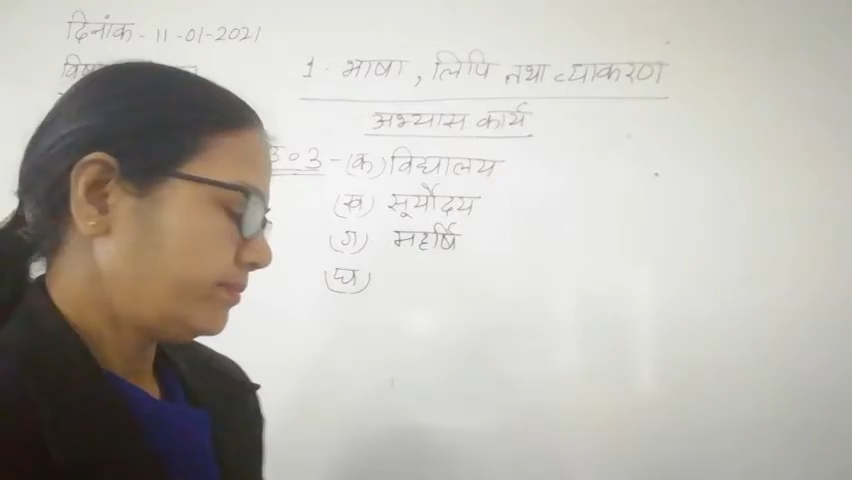 दिनांक - 11-01-2021
1 - भाषा, लिपि तथा व्याकरण
अभ्यास कार्य
3 - (क) विद्यालय
(ख) सूर्योदय
(ग) महर्षि
(घ)